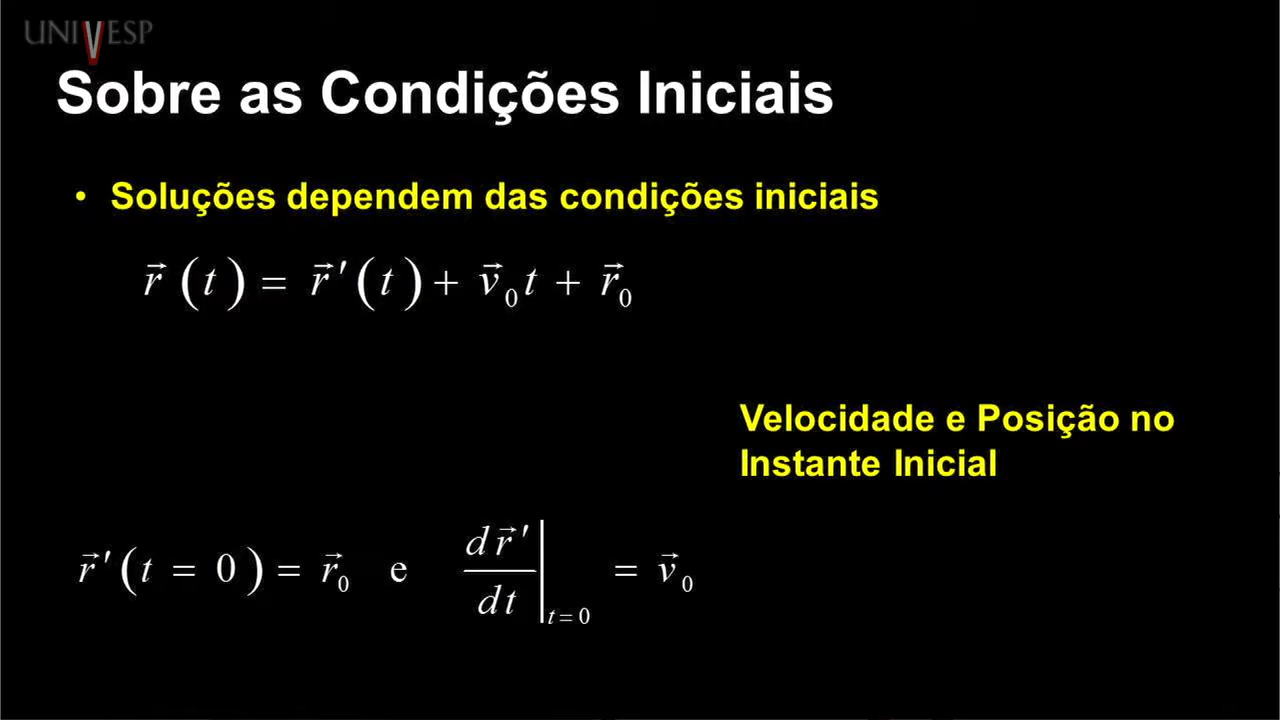 UNIVESP
Sobre as Condições Iniciais
• Soluções dependem das condições iniciais
r⃗ (t) = r⃗ ′(t) + v⃗₀t + r⃗₀
Velocidade e Posição no
Instante Inicial
r⃗ ′(t = 0) = r⃗₀ e dr⃗ ′/dt|ₜ₌₀ = v⃗₀